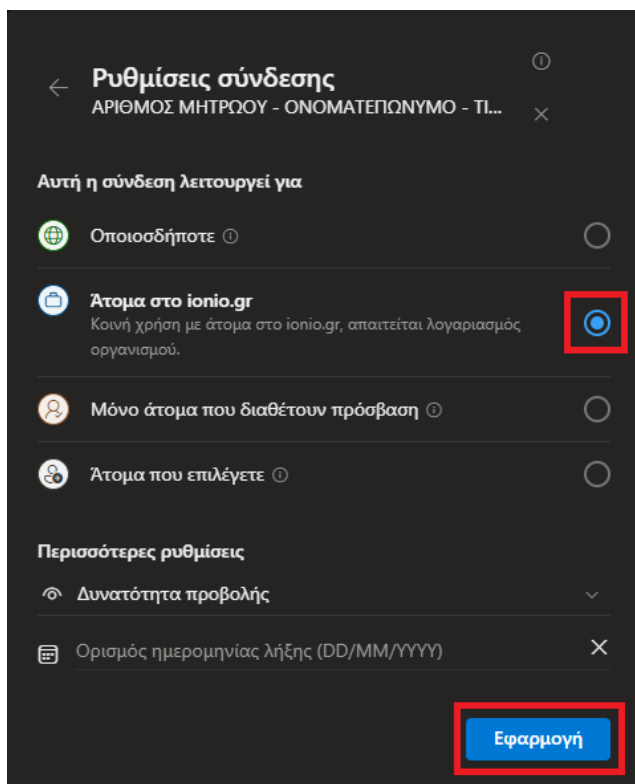 Ρυθμίσεις σύνδεσης
ΑΡΙΘΜΟΣ ΜΗΤΡΩΟΥ - ΟΝΟΜΑΤΕΠΩΝΥΜΟ - ΤΙ...
Αυτή η σύνδεση λειτουργεί για
Οποιοσδήποτε
Άτομα στο ionio.gr
Κοινή χρήση με άτομα στο ionio.gr, απαιτείται λογαριασμός
οργανισμού.
Μόνο άτομα που διαθέτουν πρόσβαση
Άτομα που επιλέγετε
Περισσότερες ρυθμίσεις
Δυνατότητα προβολής
Ορισμός ημερομηνίας λήξης (DD/MM/YYYY)
Εφαρμογή